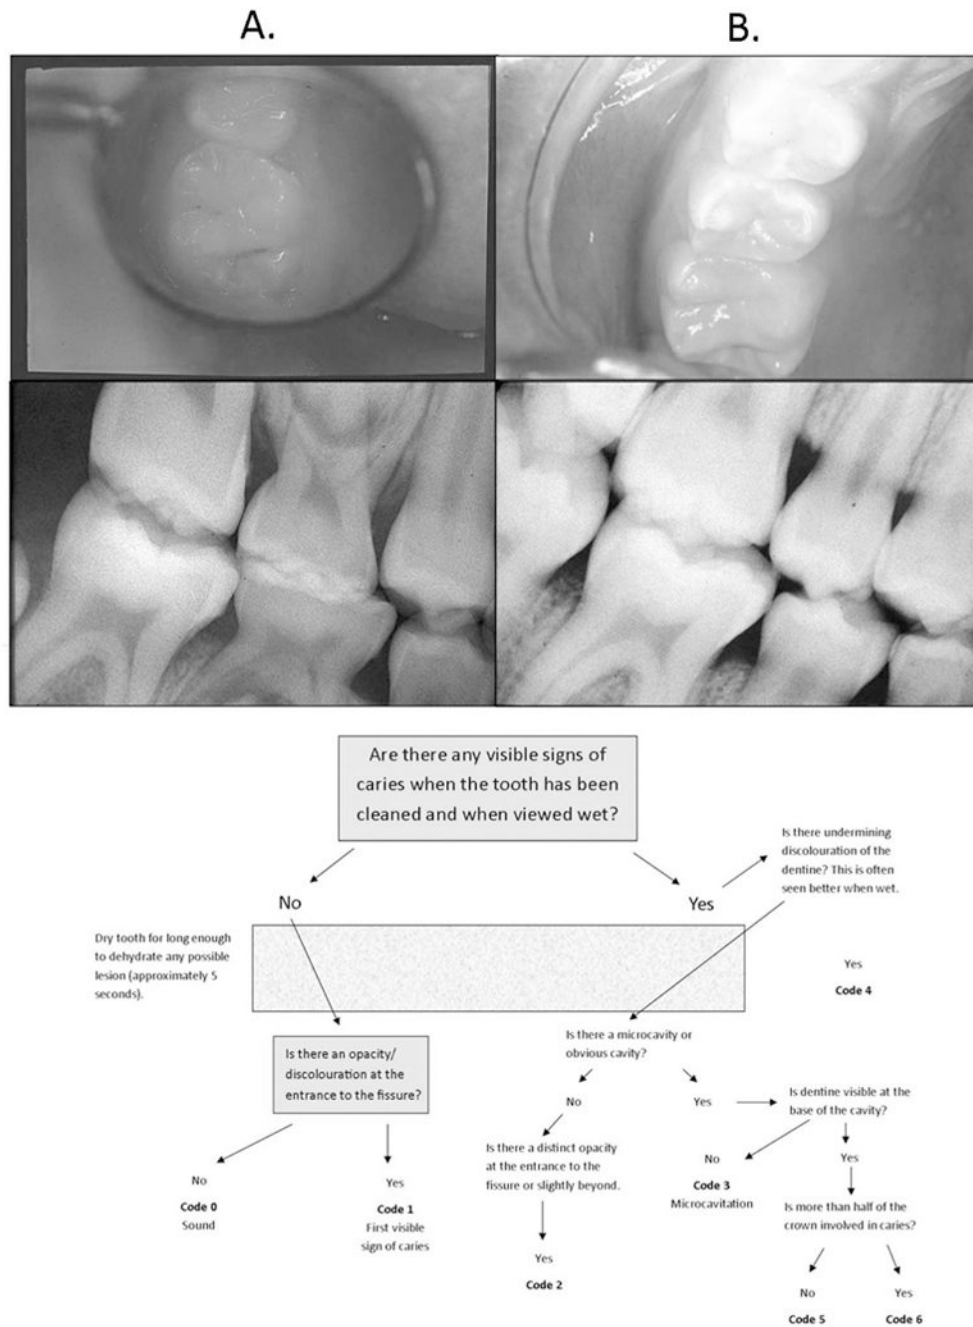 A.
B.
Are there any visible signs of
caries when the tooth has been
cleaned and when viewed wet?
Is there undermining
discolouration of the
dentine? This is often
seen better when wet.
No
Yes
Dry tooth for long enough
to dehydrate any possible
lesion (approximately 5
seconds).
Yes
Code 4
Is there an opacity/
discolouration at the
entrance to the fissure?
Is there a microcavity or
obvious cavity?
No
Yes
Is dentine visible at the
base of the cavity?
Is there a distinct opacity
at the entrance to the
fissure or slightly beyond.
No
Code 0
Sound
Yes
Code 1
First visible
sign of caries
No
Code 3
Microcavitation
Yes
Is more than half of the
crown involved in caries?
Yes
Code 2
No
Code 5
Yes
Code 6